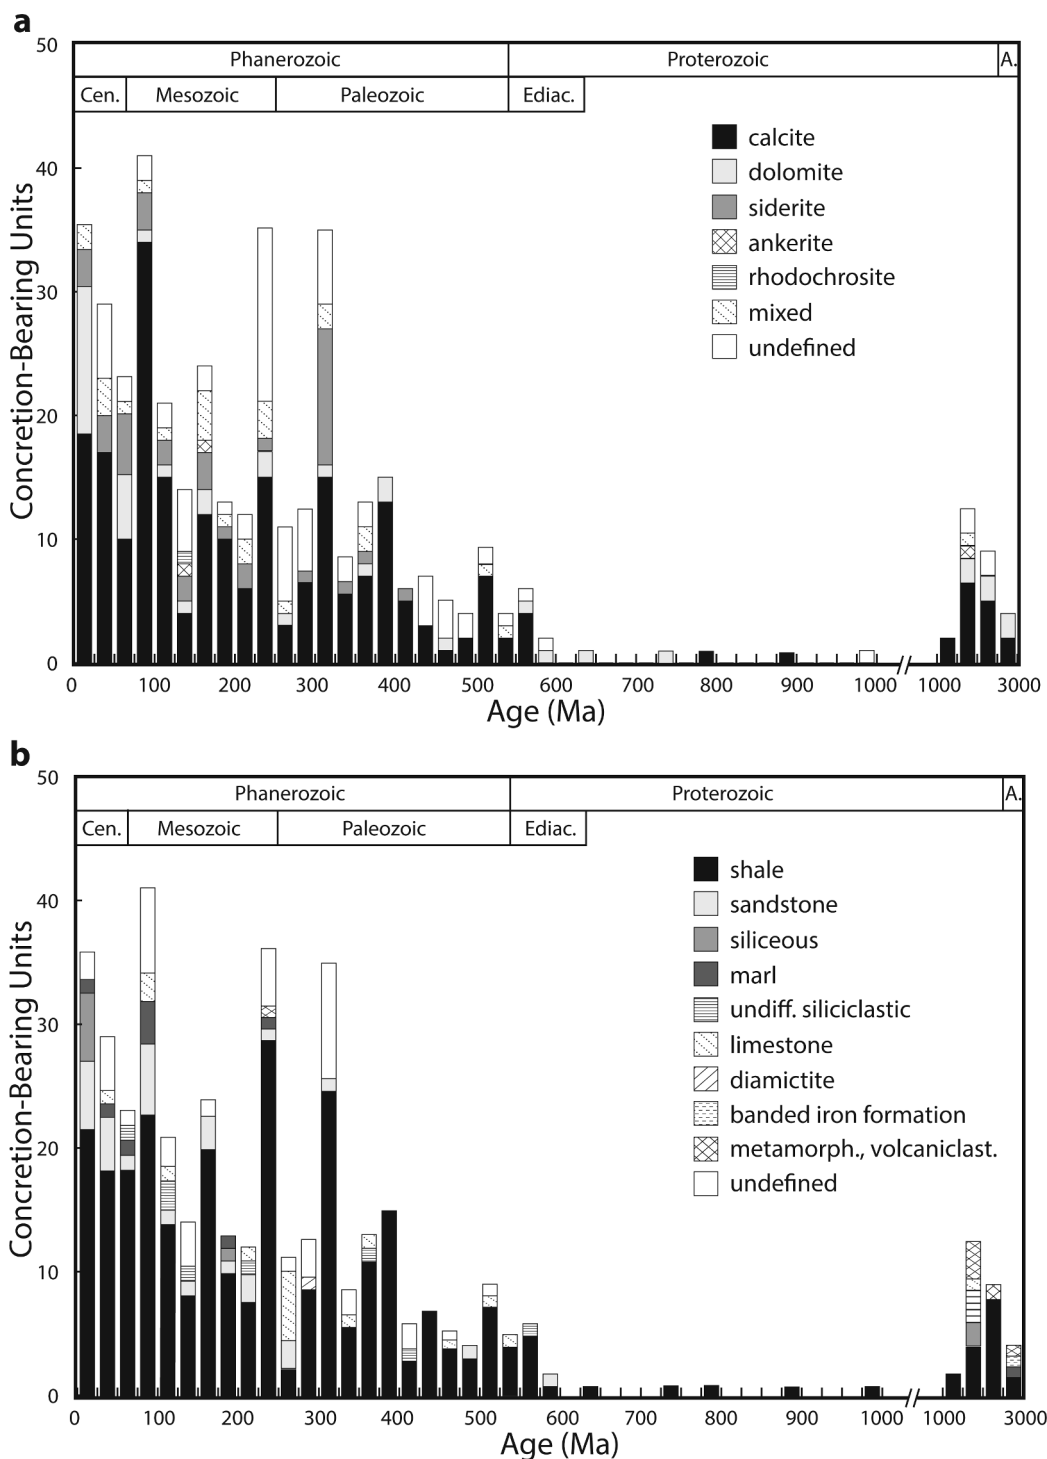 a
50
Phanerozoic
Proterozoic
A.
Cen.
Mesozoic
Paleozoic
Ediac.
calcite
dolomite
siderite
ankerite
rhodochrosite
mixed
undefined
40
30
20
10
0
Concretion-Bearing Units
0 100 200 300 400 500 600 700 800 900 1000 1000 3000
Age (Ma)
b
50
Phanerozoic
Proterozoic
A.
Cen.
Mesozoic
Paleozoic
Ediac.
shale
sandstone
siliceous
marl
undiff. siliciclastic
limestone
diamictite
banded iron formation
metamorph., volcaniclast.
undefined
40
30
20
10
0
Concretion-Bearing Units
0 100 200 300 400 500 600 700 800 900 1000 1000 3000
Age (Ma)